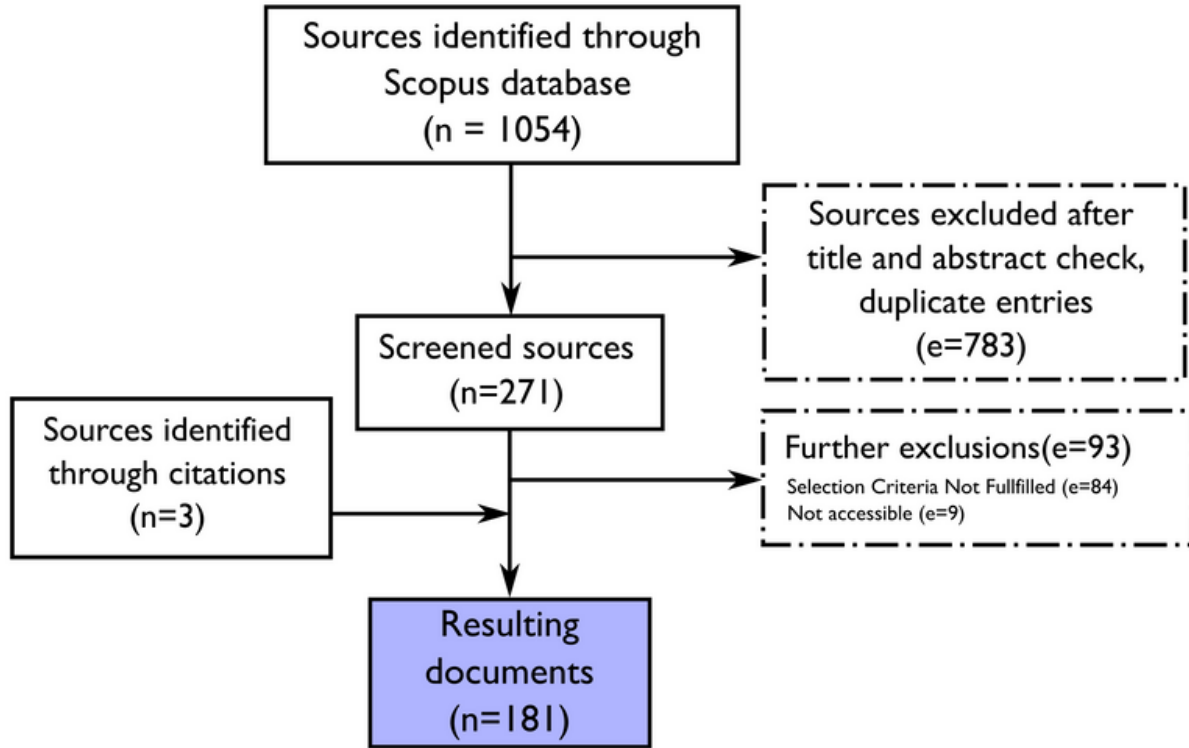 Sources identified through
Scopus database
(n = 1054)
Sources excluded after
title and abstract check,
duplicate entries
(e=783)
Screened sources
(n=271)
Sources identified
through citations
(n=3)
Further exclusions(e=93)
Selection Criteria Not Fullfilled (e=84)
Not accessible (e=9)
Resulting
documents
(n=181)